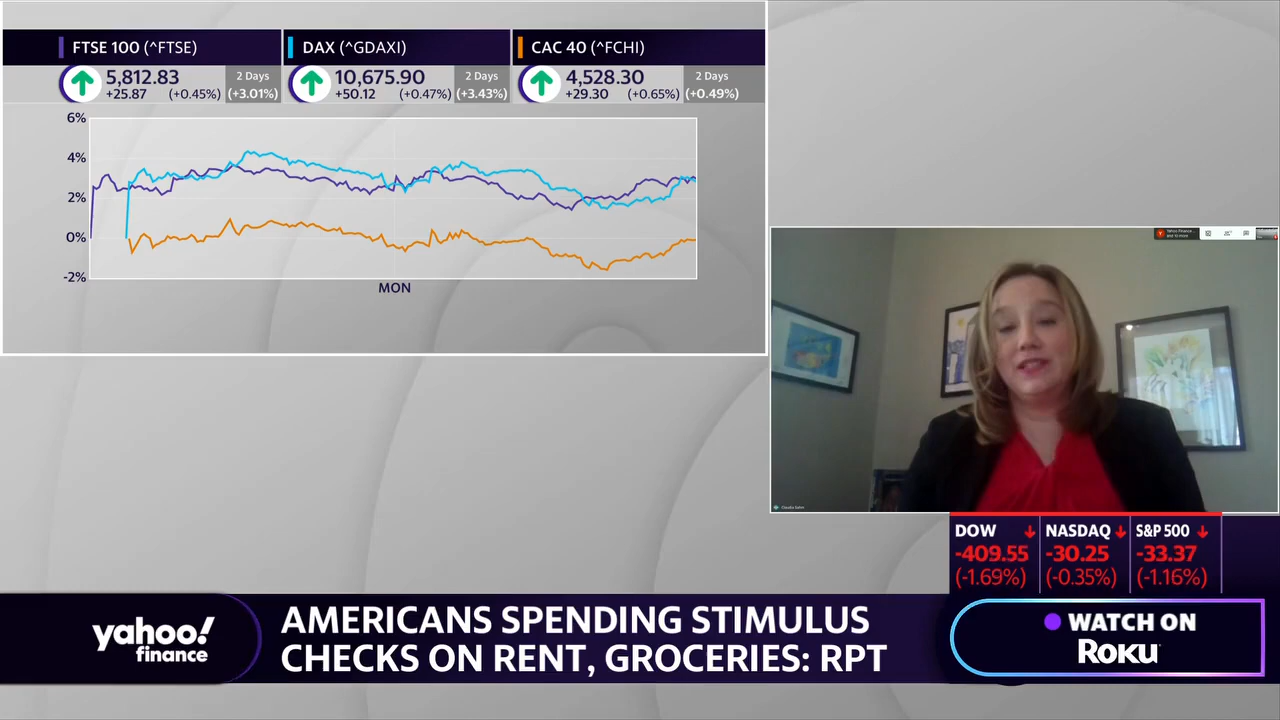 FTSE 100 (^FTSE)
5,812.83
+25.87 (+0.45%)
2 Days
(+3.01%)
DAX (^GDAXI)
10,675.90
+50.12 (+0.47%)
2 Days
(+3.43%)
CAC 40 (^FCHI)
4,528.30
+29.30 (+0.65%)
2 Days
(+0.49%)
6%
4%
2%
0%
-2%
MON
DOW
-409.55
(-1.69%)
NASDAQ
-30.25
(-0.35%)
S&P 500
-33.37
(-1.16%)
yahoo!
finance
AMERICANS SPENDING STIMULUS
CHECKS ON RENT, GROCERIES: RPT
WATCH ON
Roku